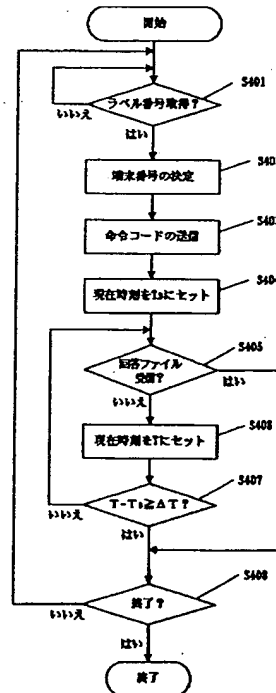 開始
S401
ラベル番号取得？
いいえ
はい
S402
端末番号の決定
S403
命令コードの送信
S404
現在時刻をTsにセット
S405
回答ファイル
受信？
はい
いいえ
現在時刻をTにセット
S407
T-Ts≧ΔT？
いいえ
はい
S408
終了？
いいえ
はい
終了